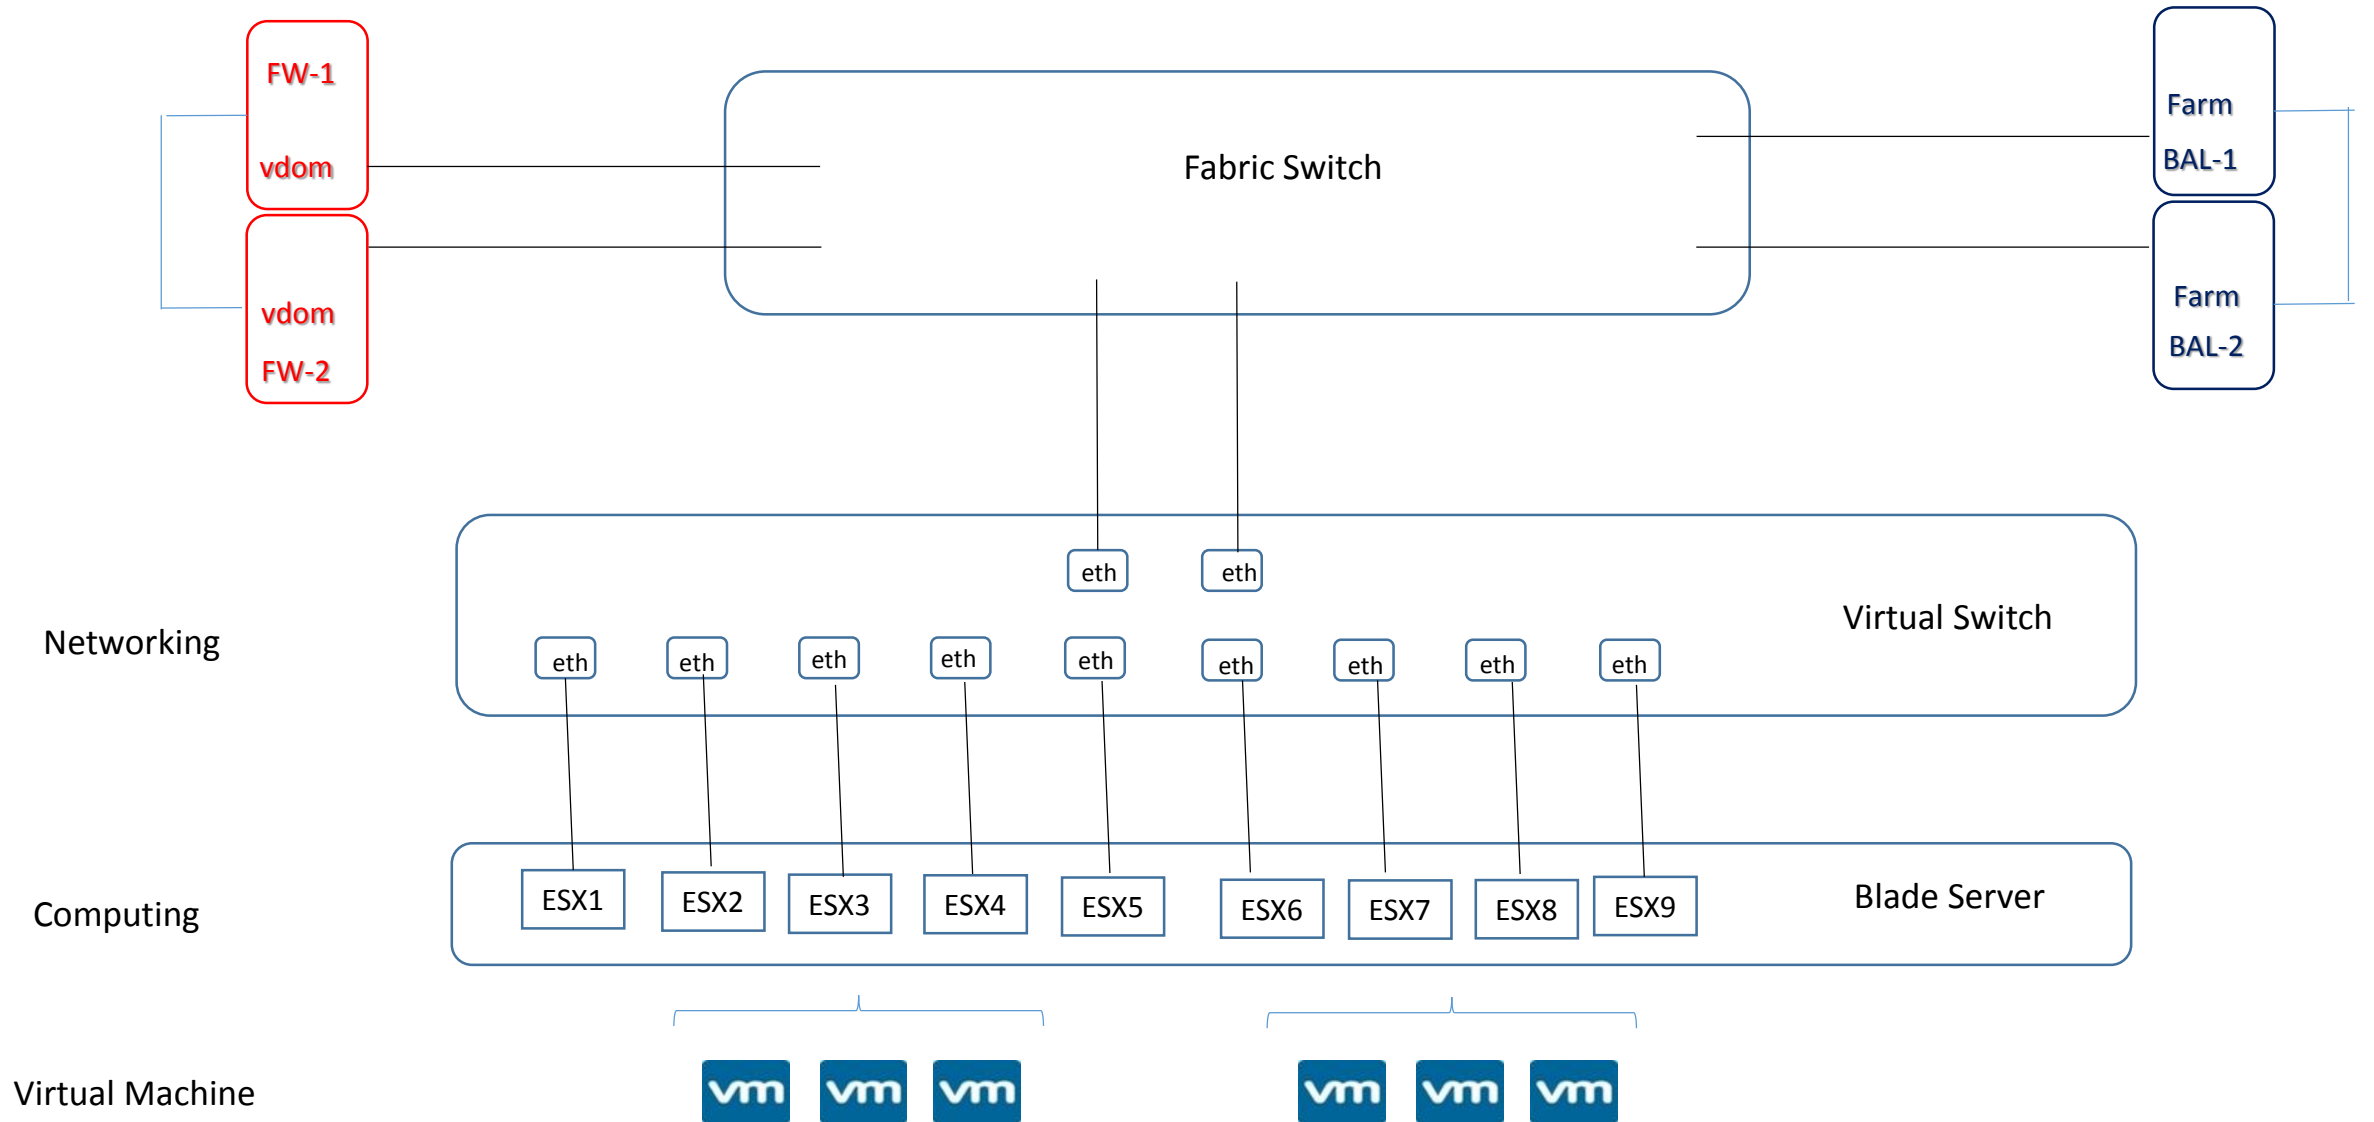 FW-1
vdom
vdom
FW-2
Fabric Switch
Farm
BAL-1
Farm
BAL-2
Networking
eth
eth
Virtual Switch
eth
eth
eth
eth
eth
eth
eth
eth
eth
Computing
ESX1
ESX2
ESX3
ESX4
ESX5
ESX6
ESX7
ESX8
ESX9
Blade Server
Virtual Machine
vm
vm
vm
vm
vm
vm